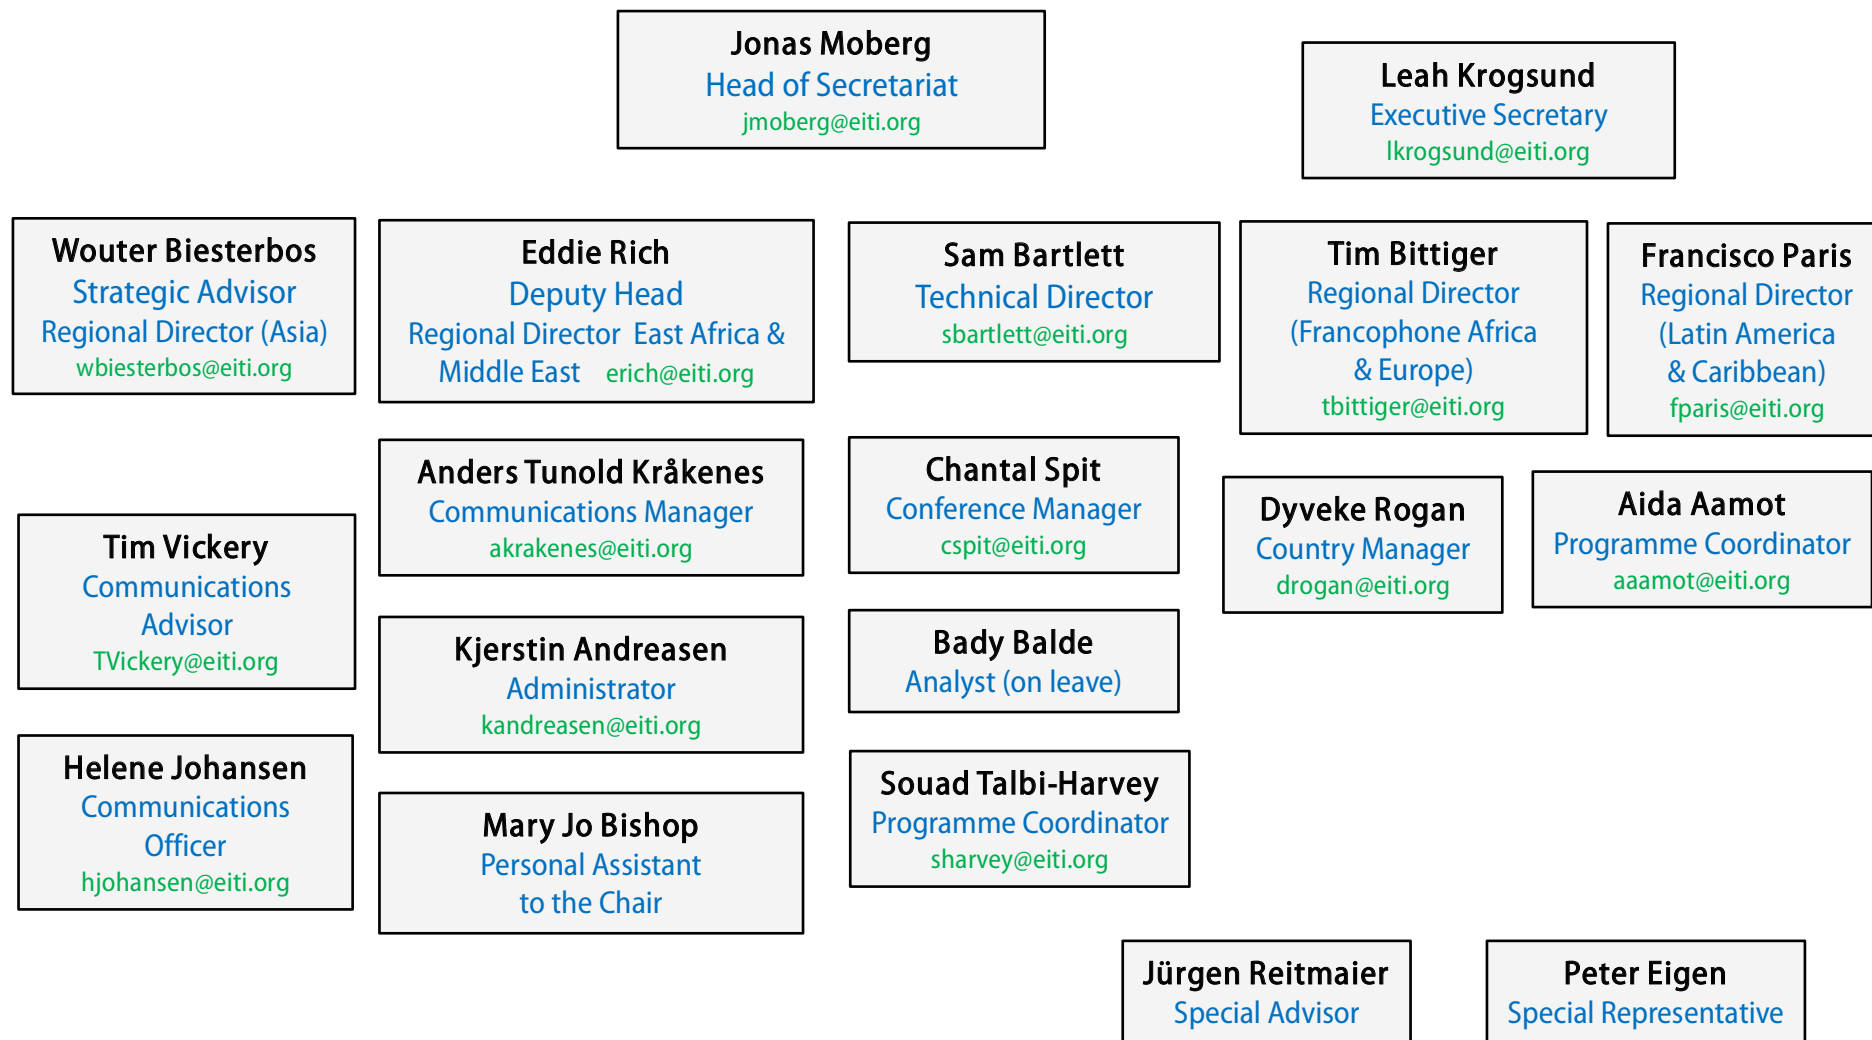 Jonas Moberg
Head of Secretariat
jmoberg@eiti.org
Leah Krogsund
Executive Secretary
lkrogsund@eiti.org
Wouter Biesterbos
Strategic Advisor
Regional Director (Asia)
wbiesterbos@eiti.org
Eddie Rich
Deputy Head
Regional Director East Africa &
Middle East erich@eiti.org
Sam Bartlett
Technical Director
sbartlett@eiti.org
Tim Bittiger
Regional Director
(Francophone Africa
& Europe)
tbittiger@eiti.org
Francisco Paris
Regional Director
(Latin America
& Caribbean)
fparis@eiti.org
Anders Tunold Kråkenes
Communications Manager
akrakenes@eiti.org
Chantal Spit
Conference Manager
cspit@eiti.org
Dyveke Rogan
Country Manager
drogan@eiti.org
Aida Aamot
Programme Coordinator
aaamot@eiti.org
Tim Vickery
Communications
Advisor
TVickery@eiti.org
Kjerstin Andreasen
Administrator
kandreasen@eiti.org
Bady Balde
Analyst (on leave)
Helene Johansen
Communications
Officer
hjohansen@eiti.org
Mary Jo Bishop
Personal Assistant
to the Chair
Souad Talbi-Harvey
Programme Coordinator
sharvey@eiti.org
Jürgen Reitmaier
Special Advisor
Peter Eigen
Special Representative